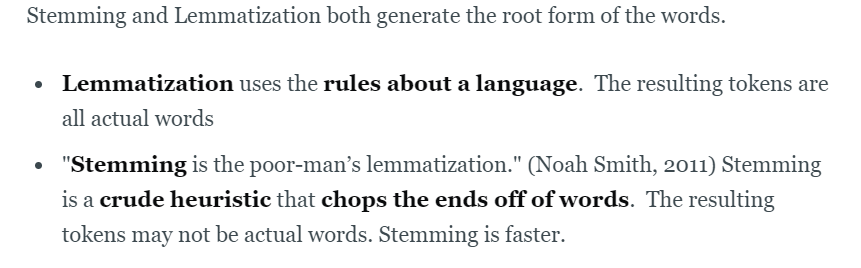 Stemming and Lemmatization both generate the root form of the words.
• Lemmatization uses the rules about a language.  The resulting tokens are
all actual words
• "Stemming is the poor-man’s lemmatization." (Noah Smith, 2011) Stemming
is a crude heuristic that chops the ends off of words.  The resulting
tokens may not be actual words. Stemming is faster.